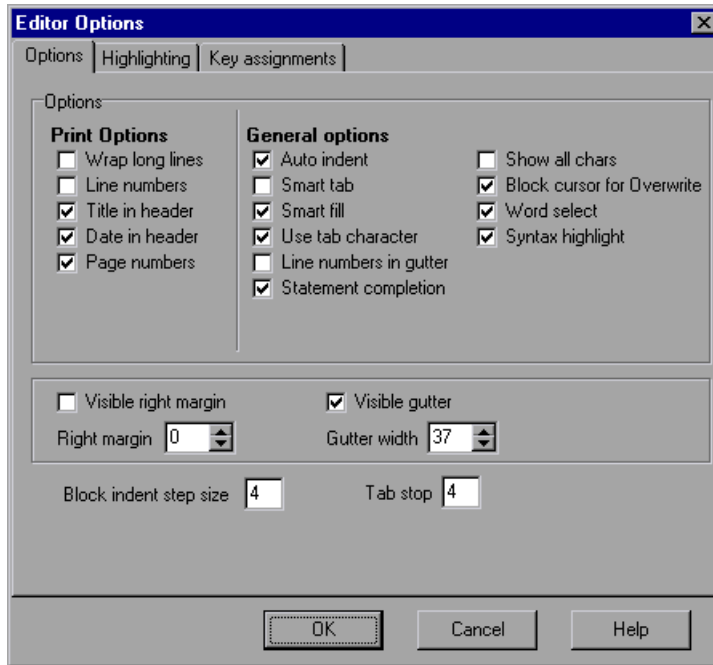 Editor Options
Options Highlighting Key assignments
Options
Print Options
Wrap long lines
Line numbers
Title in header
Date in header
Page numbers
General options
Auto indent
Smart tab
Smart fill
Use tab character
Line numbers in gutter
Statement completion
Show all chars
Block cursor for Overwrite
Word select
Syntax highlight
Visible right margin
Visible gutter
Right margin 0
Gutter width 37
Block indent step size 4
Tab stop 4
OK Cancel Help